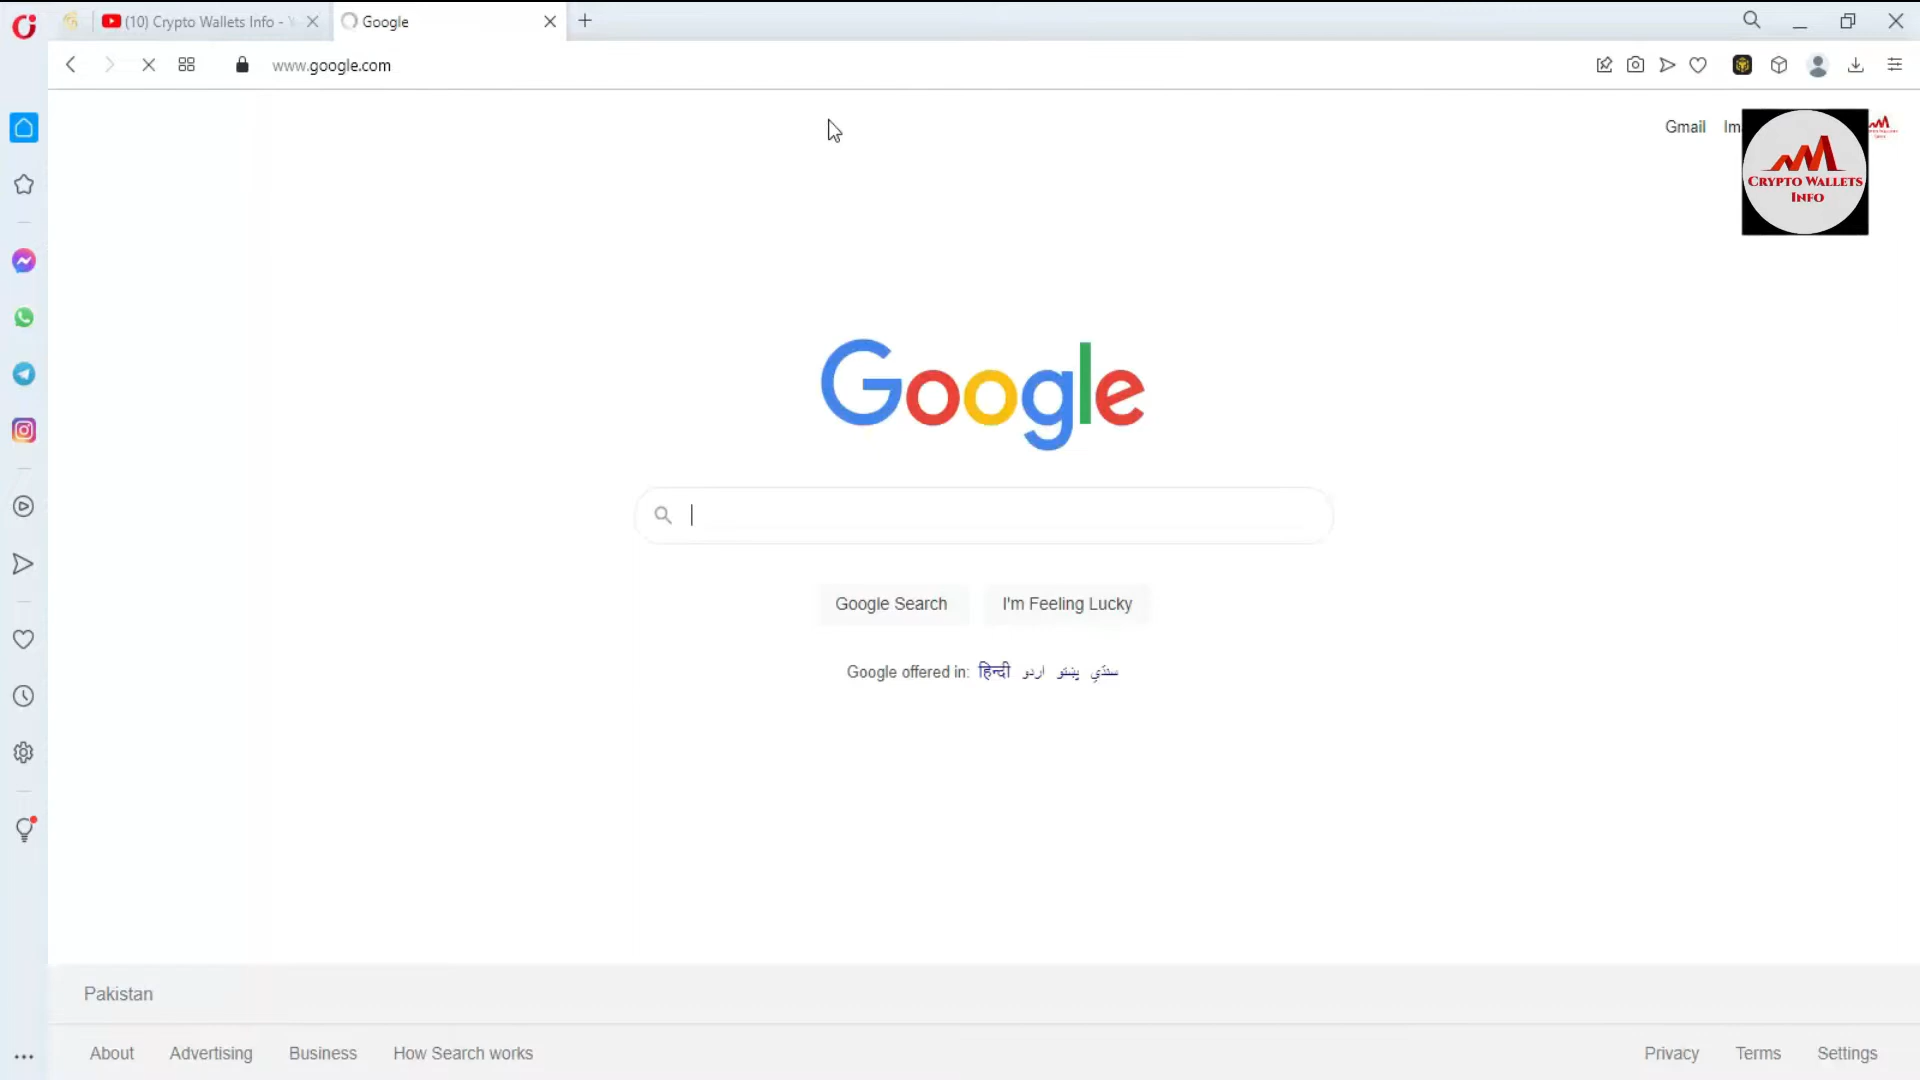 (10) Crypto Wallets Info -
Google
www.google.com
Gmail
CRYPTO WALLETS
INFO
Google
Google Search
I'm Feeling Lucky
Google offered in: हिन्दी اردو پښتو سنڌي
Pakistan
About Advertising Business How Search works
Privacy Terms Settings